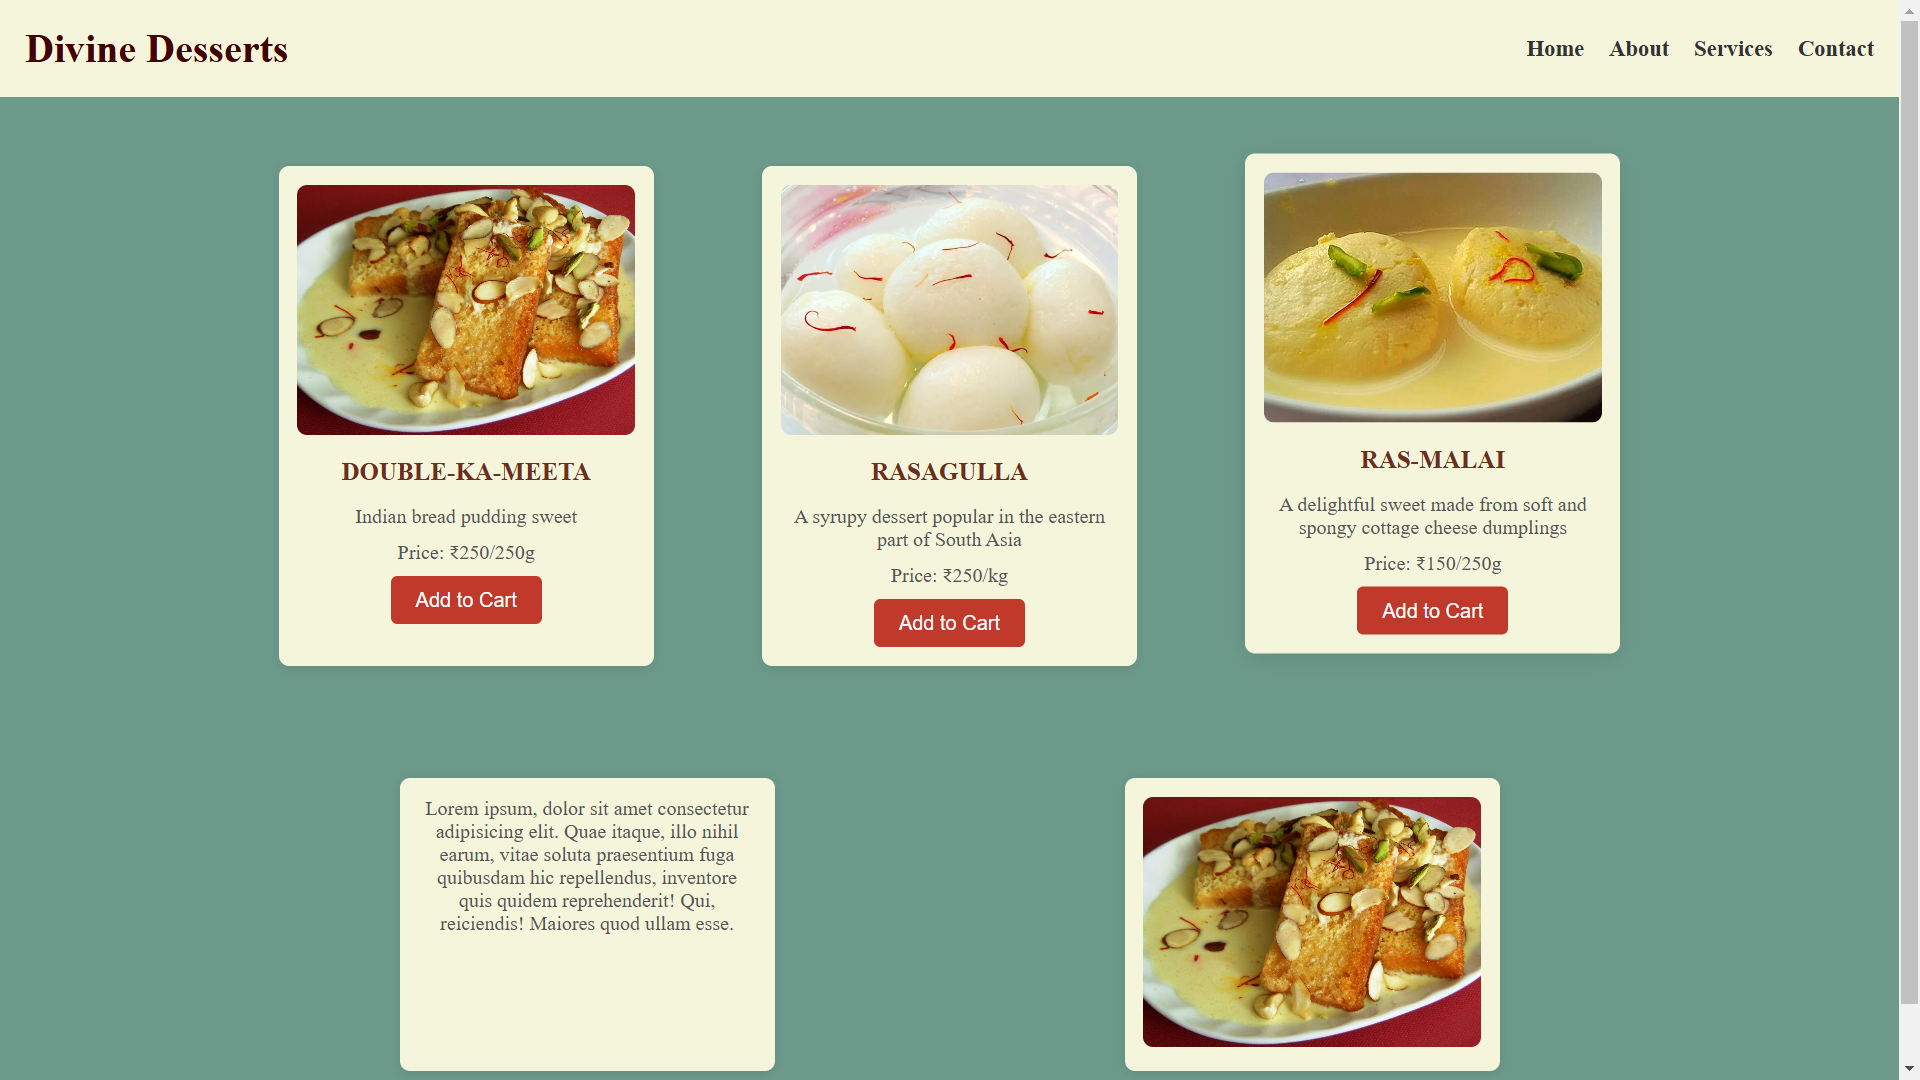 Divine Desserts
Home About Services Contact
DOUBLE-KA-MEETA
Indian bread pudding sweet
Price: ₹250/250g
Add to Cart
RASAGULLA
A syrupy dessert popular in the eastern
part of South Asia
Price: ₹250/kg
Add to Cart
RAS-MALAI
A delightful sweet made from soft and
spongy cottage cheese dumplings
Price: ₹150/250g
Add to Cart
Lorem ipsum, dolor sit amet consectetur
adipisicing elit. Quae itaque, illo nihil
earum, vitae soluta praesentium fuga
quibusdam hic repellendus, inventore
quis quidem reprehenderit! Qui,
reiciendis! Maiores quod ullam esse.